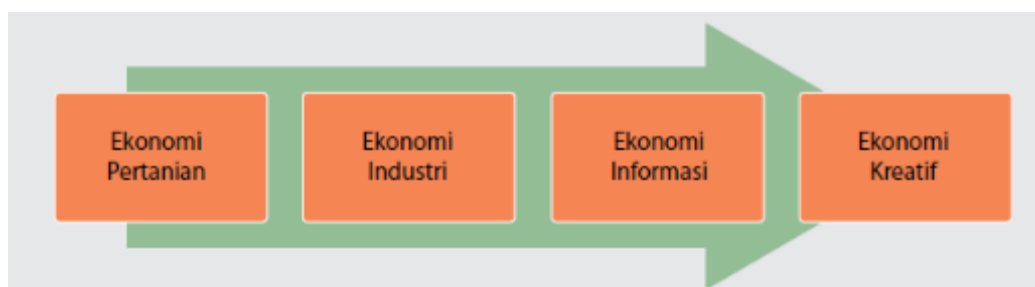 Ekonomi
Pertanian
Ekonomi
Industri
Ekonomi
Informasi
Ekonomi
Kreatif